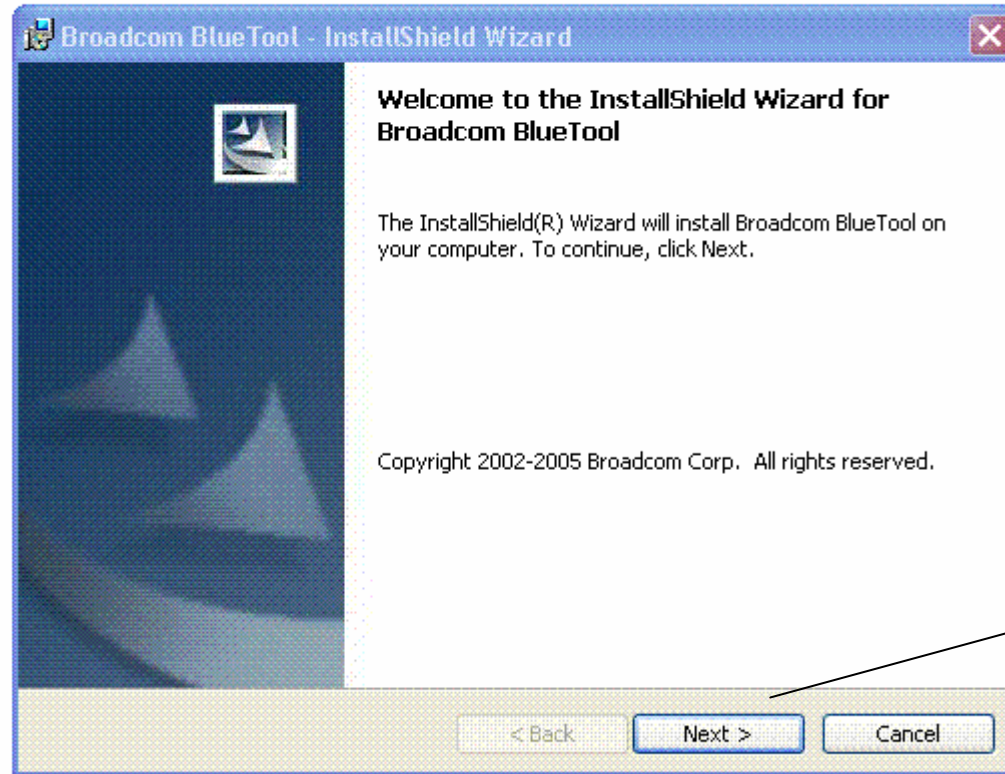 Broadcom BlueTool - InstallShield Wizard
Welcome to the InstallShield Wizard for
Broadcom BlueTool
The InstallShield(R) Wizard will install Broadcom BlueTool on
your computer. To continue, click Next.
Copyright 2002-2005 Broadcom Corp. All rights reserved.
< Back
Next >
Cancel